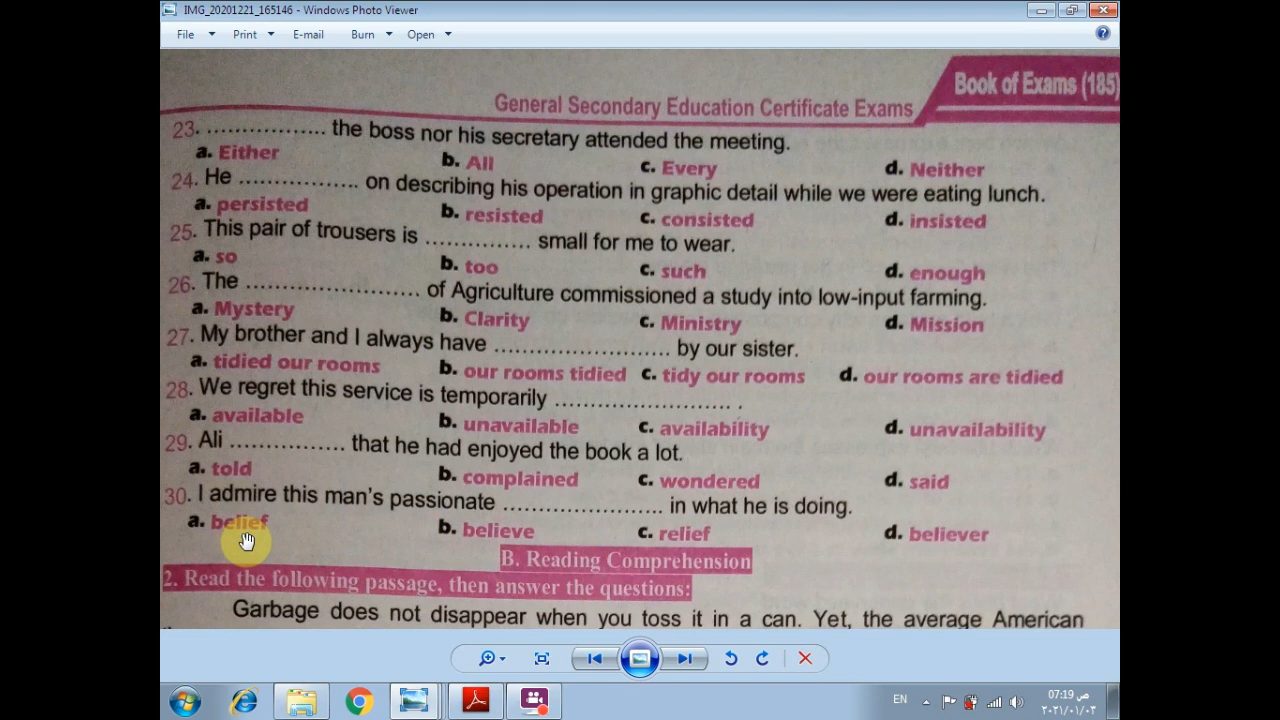 IMG_20201221_165146 - Windows Photo Viewer
File Print E-mail Burn Open
Book of Exams (185)
General Secondary Education Certificate Exams
23. .................. the boss nor his secretary attended the meeting.
a. Either b. All c. Every d. Neither
24. He .................. on describing his operation in graphic detail while we were eating lunch.
a. persisted b. resisted c. consisted d. insisted
25. This pair of trousers is ............... small for me to wear.
a. so b. too c. such d. enough
26. The ......................... of Agriculture commissioned a study into low-input farming.
a. Mystery b. Clarity c. Ministry d. Mission
27. My brother and I always have ......................... by our sister.
a. tidied our rooms b. our rooms tidied c. tidy our rooms d. our rooms are tidied
28. We regret this service is temporarily ......................... .
a. available b. unavailable c. availability d. unavailability
29. Ali ................ that he had enjoyed the book a lot.
a. told b. complained c. wondered d. said
30. I admire this man's passionate ....................... in what he is doing.
a. belief b. believe c. relief d. believer
B. Reading Comprehension
2. Read the following passage, then answer the questions:
Garbage does not disappear when you toss it in a can. Yet, the average American
EN
07:19 ص
٢٠٢١/٠١/٠٣